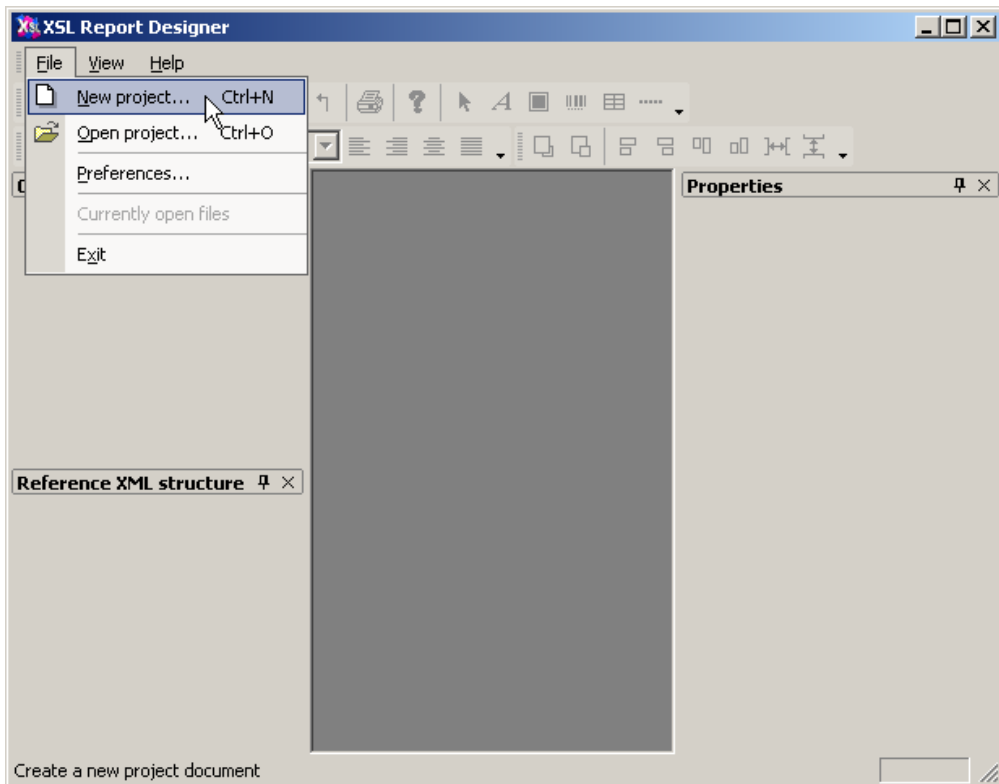 XSL Report Designer
File View Help
New project... Ctrl+N
Open project... Ctrl+O
Preferences...
Currently open files
Exit
Properties
Reference XML structure
Create a new project document